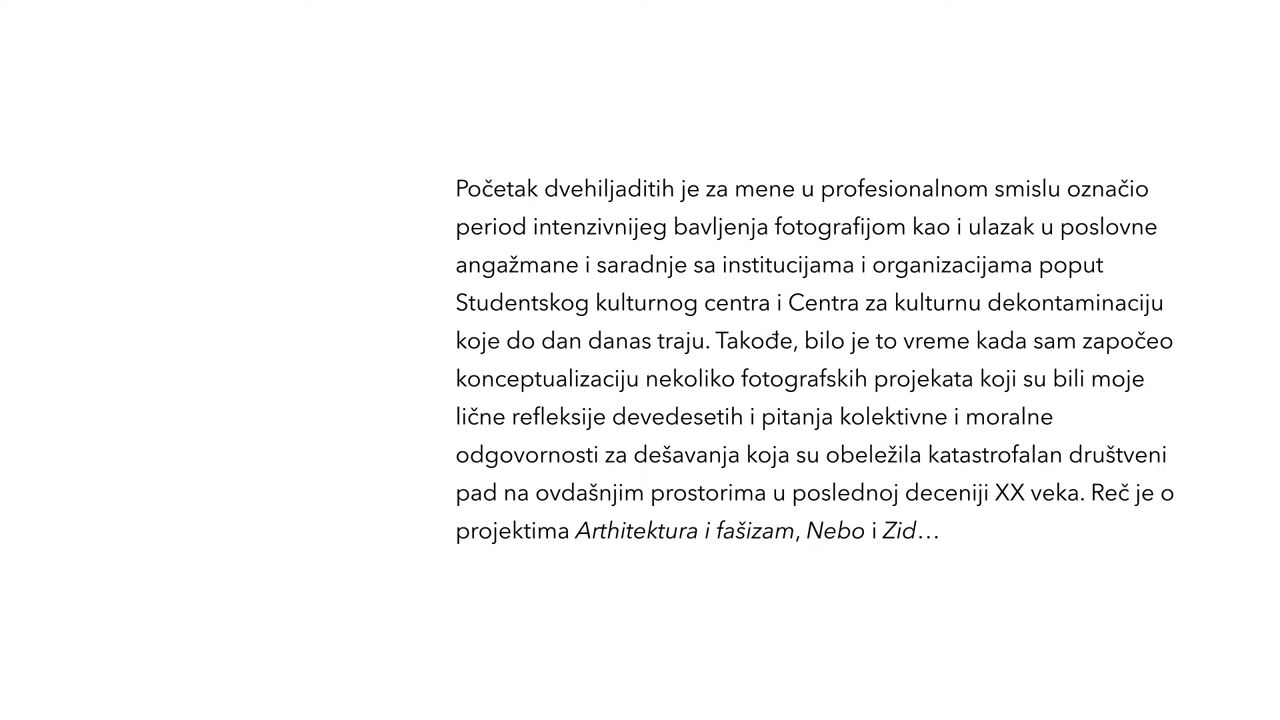 Početak dvehiljaditih je za mene u profesionalnom smislu označio
period intenzivnijeg bavljenja fotografijom kao i ulazak u poslovne
angažmane i saradnje sa institucijama i organizacijama poput
Studentskog kulturnog centra i Centra za kulturnu dekontaminaciju
koje do dan danas traju. Takođe, bilo je to vreme kada sam započeo
konceptualizaciju nekoliko fotografskih projekata koji su bili moje
lične refleksije devedesetih i pitanja kolektivne i moralne
odgovornosti za dešavanja koja su obeležila katastrofalan društveni
pad na ovdašnjim prostorima u poslednoj deceniji XX veka. Reč je o
projektima Arthitektura i fašizam, Nebo i Zid…